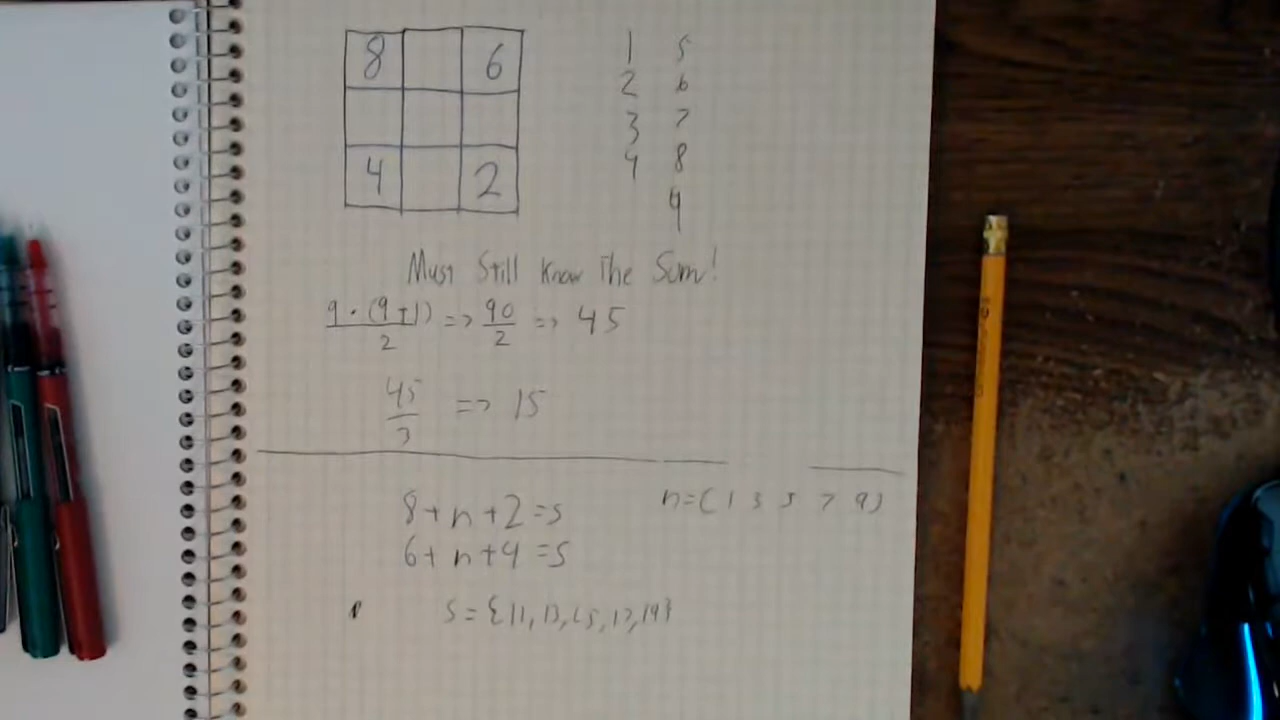 8 6
4 2
1 5
2 6
3 7
4 8
9
Must Still Know The Sum!
9 · (9+1) / 2 => 90 / 2 => 45
45 / 3 => 15
8+n+2=s
n={1 3 5 7 9}
6+n+4=s
s={11, 13, 15, 17, 19}